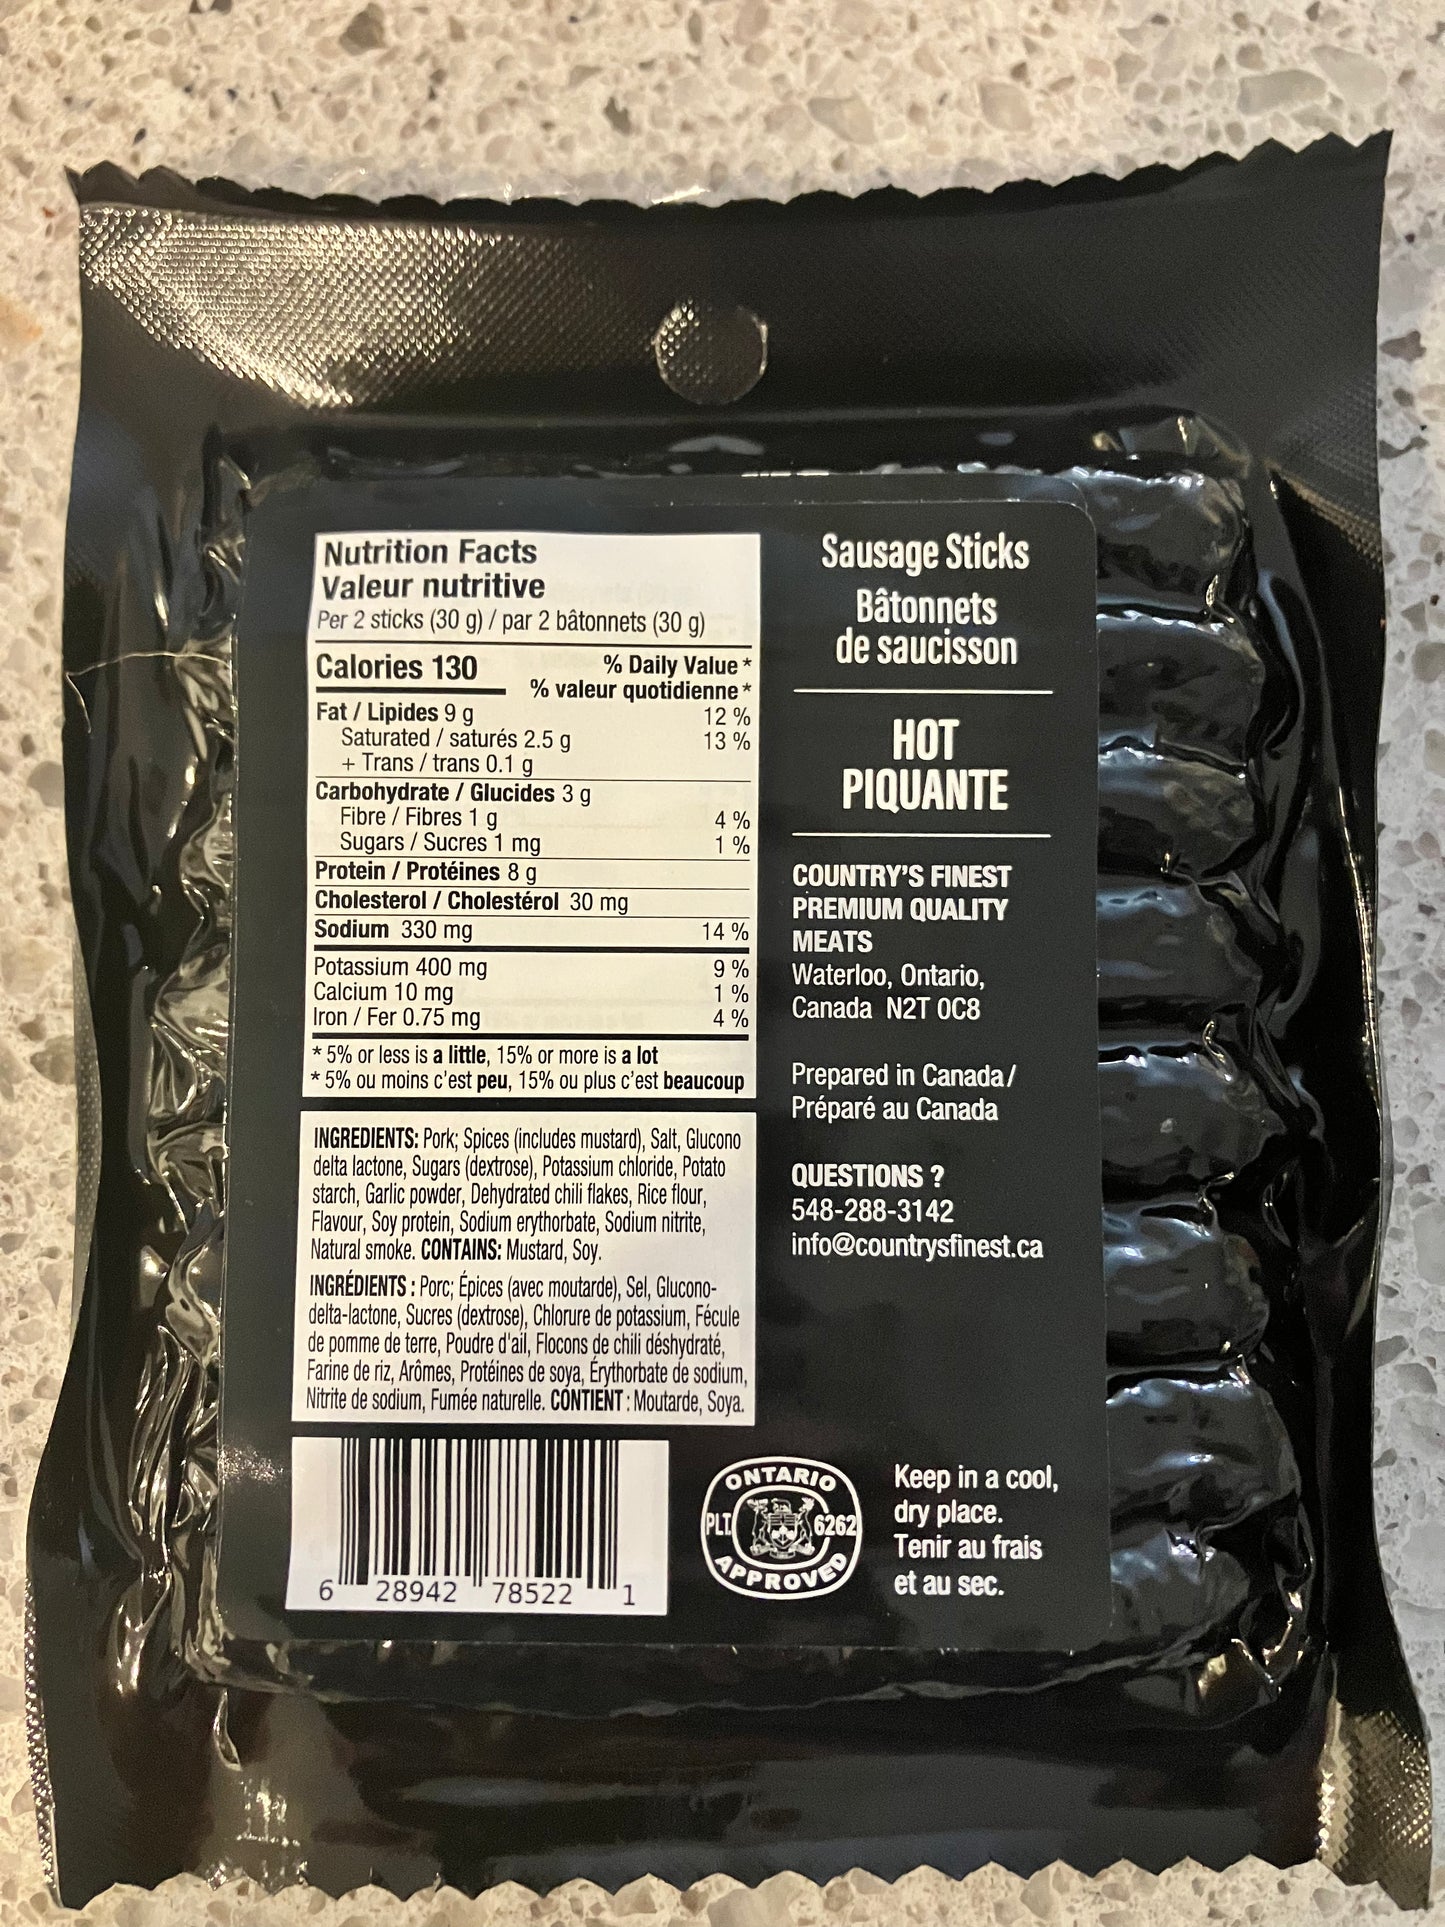 Nutrition Facts
Valeur nutritive
Per 2 sticks (30 g) / par 2 bâtonnets (30 g)
Calories 130
% Daily Value *
% valeur quotidienne *
Fat / Lipides 9 g 12 %
Saturated / saturés 2.5 g 13 %
+ Trans / trans 0.1 g
Carbohydrate / Glucides 3 g
Fibre / Fibres 1 g 4 %
Sugars / Sucres 1 mg 1 %
Protein / Protéines 8 g
Cholesterol / Cholestérol 30 mg
Sodium 330 mg 14 %
Potassium 400 mg 9 %
Calcium 10 mg 1 %
Iron / Fer 0.75 mg 4 %
* 5% or less is a little, 15% or more is a lot
* 5% ou moins c'est peu, 15% ou plus c'est beaucoup
INGREDIENTS: Pork; Spices (includes mustard), Salt, Glucono
delta lactone, Sugars (dextrose), Potassium chloride, Potato
starch, Garlic powder, Dehydrated chili flakes, Rice flour,
Flavour, Soy protein, Sodium erythorbate, Sodium nitrite,
Natural smoke. CONTAINS: Mustard, Soy.
INGRÉDIENTS : Porc; Épices (avec moutarde), Sel, Glucono-
delta-lactone, Sucres (dextrose), Chlorure de potassium, Fécule
de pomme de terre, Poudre d'ail, Flocons de chili déshydraté,
Farine de riz, Arômes, Protéines de soya, Érythorbate de sodium,
Nitrite de sodium, Fumée naturelle. CONTIENT : Moutarde, Soya.
6 28942 78522 1
Sausage Sticks
Bâtonnets
de saucisson
HOT
PIQUANTE
COUNTRY'S FINEST
PREMIUM QUALITY
MEATS
Waterloo, Ontario,
Canada N2T 0C8
Prepared in Canada/
Préparé au Canada
QUESTIONS ?
548-288-3142
info@countrysfinest.ca
ONTARIO
PLT. 6262
APPROVED
Keep in a cool,
dry place.
Tenir au frais
et au sec.